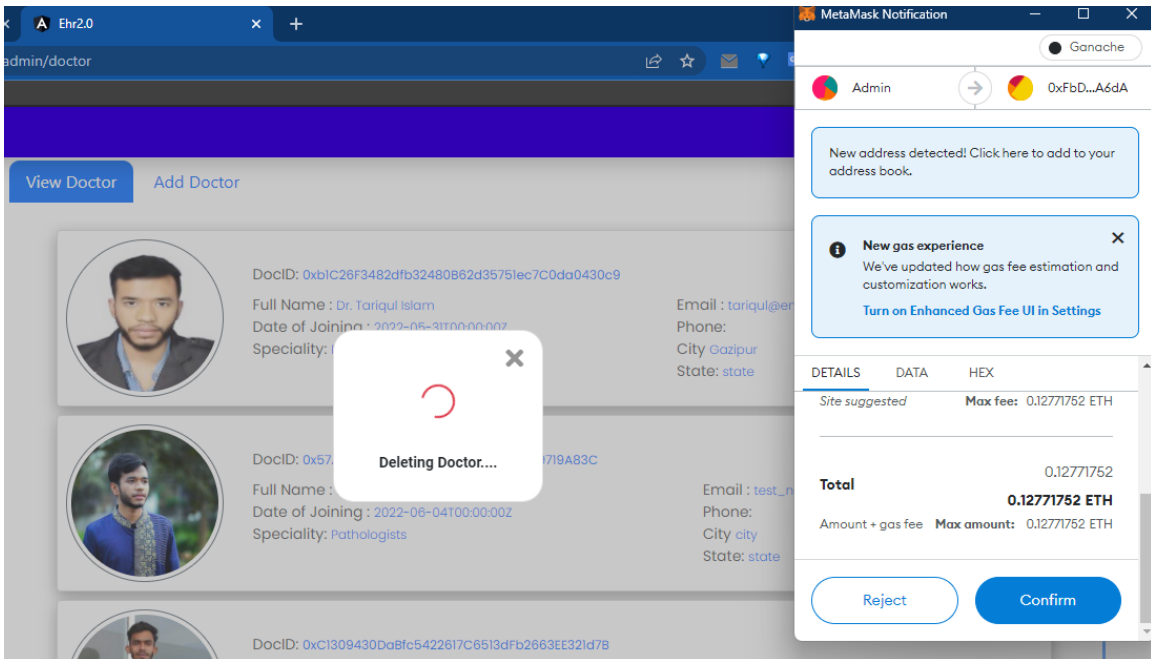 Ehr2.0
admin/doctor
View Doctor
Add Doctor
DocID: 0xb1C26F3482dfb32480B62d35751ec7C0da0430c9
Full Name : Dr. Tariqul Islam
Email : tariqul@e
Date of Joining : 2022-05-31T00:00:00Z
Phone:
Speciality:
City Gazipur
State: state
Deleting Doctor....
DocID: 0x57
719A83C
Full Name :
Email : test_n
Date of Joining : 2022-06-04T00:00:00Z
Phone:
Speciality: Pathologists
City city
State: state
DocID: 0xC1309430DaBfc5422617C6513dFb2663EE321d7B
MetaMask Notification
Ganache
Admin
0xFbD...A6dA
New address detected! Click here to add to your
address book.
New gas experience
We've updated how gas fee estimation and
customization works.
Turn on Enhanced Gas Fee UI in Settings
DETAILS
DATA
HEX
Site suggested
Max fee: 0.12771752 ETH
0.12771752
Total
0.12771752 ETH
Amount + gas fee
Max amount: 0.12771752 ETH
Reject
Confirm